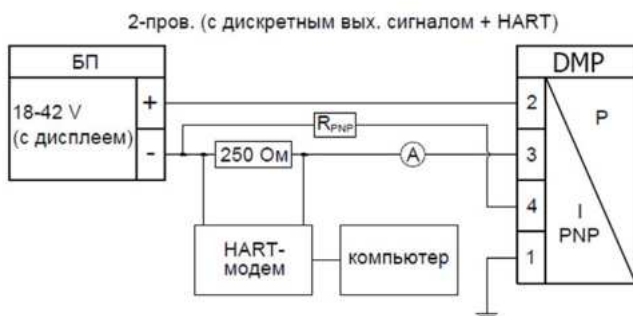 2-пров. (с дискретным вых. сигналом + HART)
БП
DMP
18-42 V
(с дисплеем)
+
-
R PNP
250 Ом
A
2
3
4
1
P
I
PNP
HART-
модем
компьютер